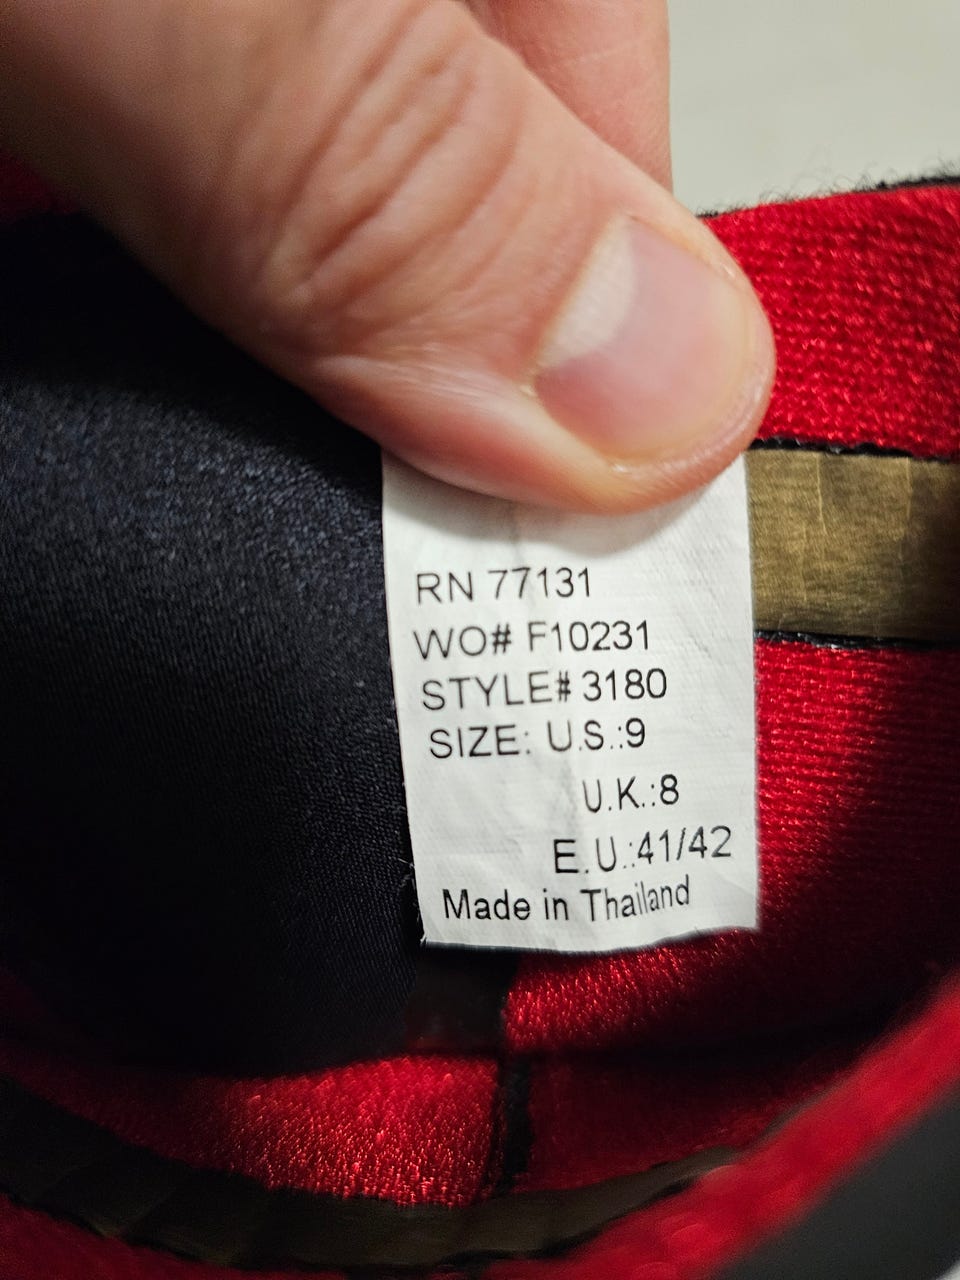 RN 77131
WO# F10231
STYLE# 3180
SIZE: U.S.:9
U.K.:8
E.U.:41/42
Made in Thailand